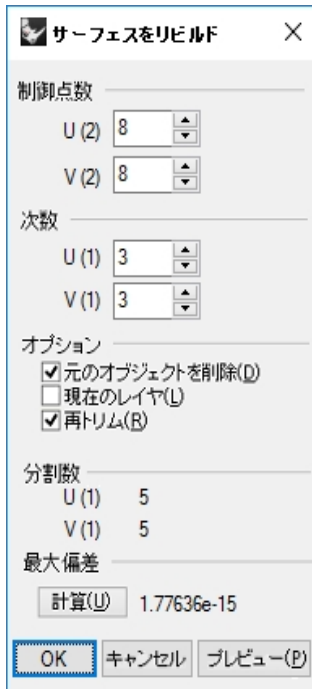 サーフェスをリビルド
制御点数
U (2) 8
V (2) 8
次数
U (1) 3
V (1) 3
オプション
元のオブジェクトを削除(D)
現在のレイヤ(L)
再トリム(R)
分割数
U (1) 5
V (1) 5
最大偏差
計算(U) 1.77636e-15
OK キャンセル プレビュー(P)